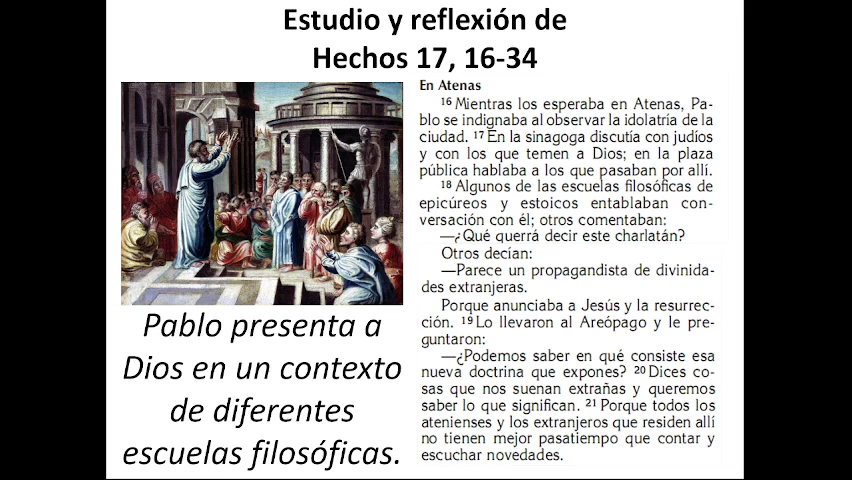 Estudio y reflexión de
Hechos 17, 16-34
Pablo presenta a
Dios en un contexto
de diferentes
escuelas filosóficas.
En Atenas
16 Mientras los esperaba en Atenas, Pa-
blo se indignaba al observar la idolatría de la
ciudad. 17 En la sinagoga discutía con judíos
y con los que temen a Dios; en la plaza
pública hablaba a los que pasaban por allí.
18 Algunos de las escuelas filosóficas de
epicúreos y estoicos entablaban con-
versación con él; otros comentaban:
—¿Qué querrá decir este charlatán?
Otros decían:
—Parece un propagandista de divinida-
des extranjeras.
Porque anunciaba a Jesús y la resurrec-
ción. 19 Lo llevaron al Areópago y le pre-
guntaron:
—¿Podemos saber en qué consiste esa
nueva doctrina que expones? 20 Dices co-
sas que nos suenan extrañas y queremos
saber lo que significan. 21 Porque todos los
atenienses y los extranjeros que residen allí
no tienen mejor pasatiempo que contar y
escuchar novedades.